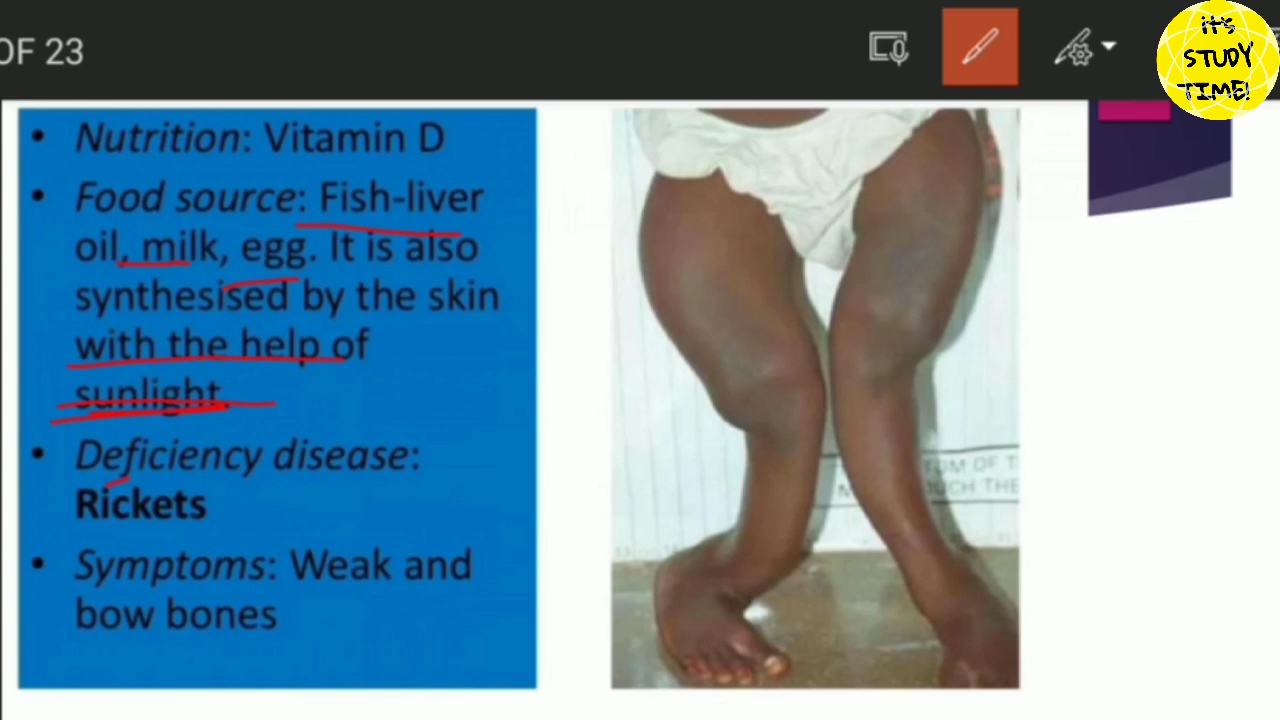 OF 23
it's
STUDY
TIME!
• Nutrition: Vitamin D
• Food source: Fish-liver
oil, milk, egg. It is also
synthesised by the skin
with the help of
sunlight.
• Deficiency disease:
Rickets
• Symptoms: Weak and
bow bones